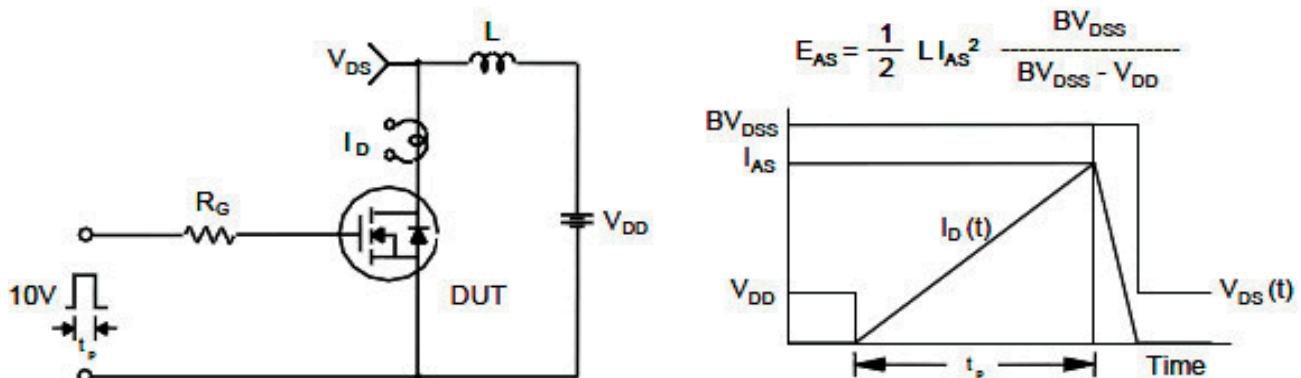 L
V_DS
I_D
R_G
V_DD
10V
DUT
t_p
E_AS = 1/2 L I_AS² BV_DSS / (BV_DSS - V_DD)
BV_DSS
I_AS
I_D (t)
V_DD
V_DS (t)
t_p
Time